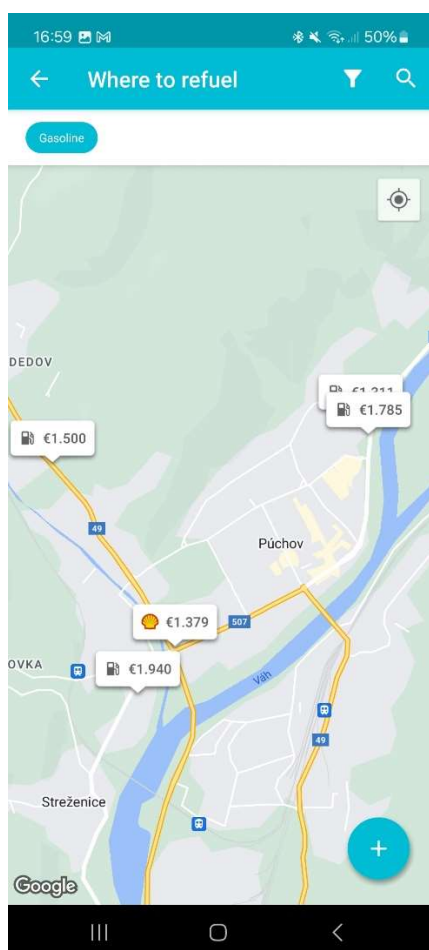 16:59
50%
Where to refuel
Gasoline
DEDOV
€1.785
€1.500
49
Púchov
€1.379
507
OVKA
€1.940
Váh
49
Streženice
Google